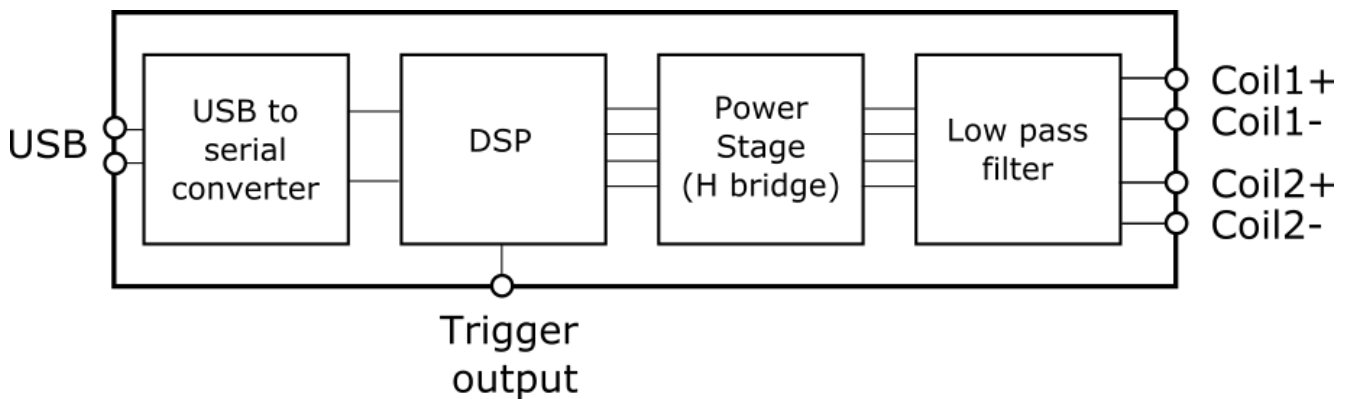 USB
USB to
serial
converter
DSP
Power
Stage
(H bridge)
Low pass
filter
Coil1+
Coil1-
Coil2+
Coil2-
Trigger
output